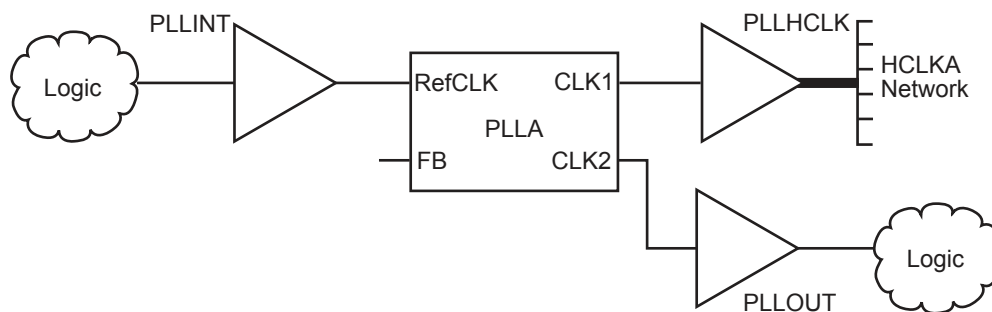 PLLINT
PLLHCLK
Logic
RefCLK
CLK1
HCLKA
Network
PLLA
FB
CLK2
Logic
PLLOUT